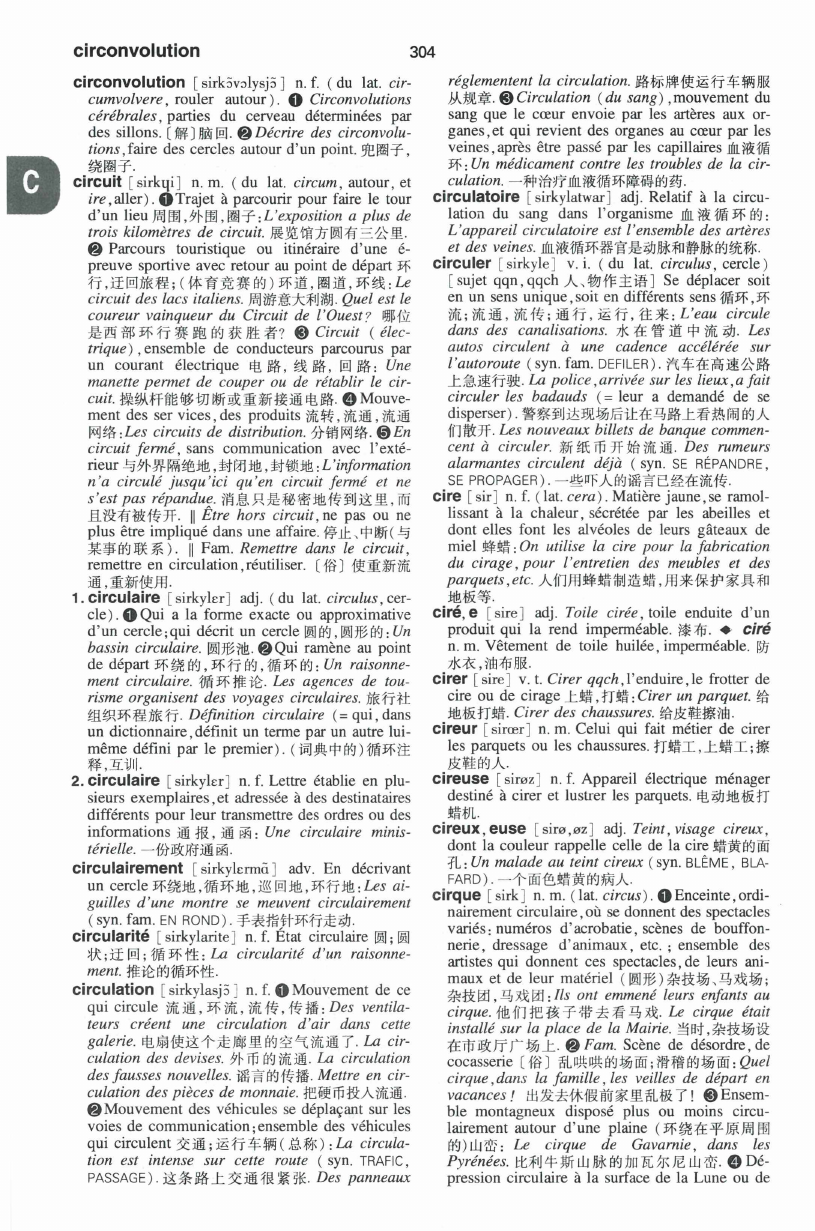 circonvolution 304
circonvolution [sirkɔ̃vɔlysjɔ̃] n. f. (du lat. cir-
cumvolvere, rouler autour). ❶ Circonvolutions
cérébrales, parties du cerveau déterminées par
des sillons. [解]脑回. ❷ Décrire des circonvolu-
tions, faire des cercles autour d'un point. 兜圈子,
绕圈子.
C
circuit [sirkɥi] n. m. (du lat. circum, autour, et
ire, aller). ❶ Trajet à parcourir pour faire le tour
d'un lieu 周围,外围,圈子: L'exposition a plus de
trois kilomètres de circuit. 展览馆方圆有三公里.
❷ Parcours touristique ou itinéraire d'une é-
preuve sportive avec retour au point de départ 环
行,迂回旅程;(体育竞赛的)环道,圈道,环线: Le
circuit des lacs italiens. 周游意大利湖. Quel est le
coureur vainqueur du Circuit de l'Ouest? 哪位
是西部环行赛跑的获胜者? ❸ Circuit (élec-
trique), ensemble de conducteurs parcourus par
un courant électrique 电路,线路,回路: Une
manette permet de couper ou de rétablir le cir-
cuit. 操纵杆能够切断或重新接通电路. ❹ Mouve-
ment des ser vices, des produits 流转,流通,流通
网络: Les circuits de distribution. 分销网络. ❺ En
circuit fermé, sans communication avec l'exté-
rieur 与外界隔绝地,封闭地,封锁地: L'information
n'a circulé jusqu'ici qu'en circuit fermé et ne
s'est pas répandue. 消息只是秘密地传到这里,而
且没有被传开. ‖ Être hors circuit, ne pas ou ne
plus être impliqué dans une affaire. 停止、中断(与
某事的联系). ‖ Fam. Remettre dans le circuit,
remettre en circulation, réutiliser. [俗]使重新流
通,重新使用.
1. circulaire [sirkylɛr] adj. (du lat. circulus, cer-
cle). ❶ Qui a la forme exacte ou approximative
d'un cercle; qui décrit un cercle 圆的,圆形的: Un
bassin circulaire. 圆形池. ❷ Qui ramène au point
de départ 环绕的,环行的,循环的: Un raisonne-
ment circulaire. 循环推论. Les agences de tou-
risme organisent des voyages circulaires. 旅行社
组织环程旅行. Définition circulaire (= qui, dans
un dictionnaire, définit un terme par un autre lui-
même défini par le premier). (词典中的)循环注
释,互训.
2. circulaire [sirkylɛr] n. f. Lettre établie en plu-
sieurs exemplaires, et adressée à des destinataires
différents pour leur transmettre des ordres ou des
informations 通报,通函: Une circulaire minis-
térielle. 一份政府通函.
circulairement [sirkylɛrmɑ̃] adv. En décrivant
un cercle 环绕地,循环地,巡回地,环行地: Les ai-
guilles d'une montre se meuvent circulairement
(syn. fam. EN ROND). 手表指针环行走动.
circularité [sirkylarite] n. f. État circulaire 圆;圆
状;迂回;循环性: La circularité d'un raisonne-
ment. 推论的循环性.
circulation [sirkylasjɔ̃] n. f. ❶ Mouvement de ce
qui circule 流通,环流,流传,传播: Des ventila-
teurs créent une circulation d'air dans cette
galerie. 电扇使这个走廊里的空气流通了. La cir-
culation des devises. 外币的流通. La circulation
des fausses nouvelles. 谣言的传播. Mettre en cir-
culation des pièces de monnaie. 把硬币投入流通.
❷ Mouvement des véhicules se déplaçant sur les
voies de communication; ensemble des véhicules
qui circulent 交通;运行车辆(总称): La circula-
tion est intense sur cette route (syn. TRAFIC,
PASSAGE). 这条路上交通很紧张. Des panneaux
réglementent la circulation. 路标牌使运行车辆服
从规章. ❸ Circulation (du sang), mouvement du
sang que le cœur envoie par les artères aux or-
ganes, et qui revient des organes au cœur par les
veines, après être passé par les capillaires 血液循
环: Un médicament contre les troubles de la cir-
culation. 一种治疗血液循环障碍的药.
circulatoire [sirkylatwar] adj. Relatif à la circu-
lation du sang dans l'organisme 血液循环的:
L'appareil circulatoire est l'ensemble des artères
et des veines. 血液循环器官是动脉和静脉的统称.
circuler [sirkyle] v. i. (du lat. circulus, cercle)
[sujet qqn, qqch 人、物作主语] Se déplacer soit
en un sens unique, soit en différents sens 循环,环
流;流通,流传;通行,运行,往来: L'eau circule
dans des canalisations. 水在管道中流动. Les
autos circulent à une cadence accélérée sur
l'autoroute (syn. fam. DEFILER). 汽车在高速公路
上急速行驶. La police, arrivée sur les lieux, a fait
circuler les badauds (= leur a demandé de se
disperser). 警察到达现场后让在马路上看热闹的人
们散开. Les nouveaux billets de banque commen-
cent à circuler. 新纸币开始流通. Des rumeurs
alarmantes circulent déjà (syn. SE RÉPANDRE,
SE PROPAGER). 一些吓人的谣言已经在流传.
cire [sir] n. f. (lat. cera). Matière jaune, se ramol-
lissant à la chaleur, sécrétée par les abeilles et
dont elles font les alvéoles de leurs gâteaux de
miel 蜂蜡: On utilise la cire pour la fabrication
du cirage, pour l'entretien des meubles et des
parquets, etc. 人们用蜂蜡制造蜡,用来保护家具和
地板等.
ciré, e [sire] adj. Toile cirée, toile enduite d'un
produit qui la rend imperméable. 漆布. ◆ ciré
n. m. Vêtement de toile huilée, imperméable. 防
水衣,油布服.
cirer [sire] v. t. Cirer qqch, l'enduire, le frotter de
cire ou de cirage 上蜡,打蜡: Cirer un parquet. 给
地板打蜡. Cirer des chaussures. 给皮鞋擦油.
cireur [sirœr] n. m. Celui qui fait métier de cirer
les parquets ou les chaussures. 打蜡工,上蜡工;擦
皮鞋的人.
cireuse [sirøz] n. f. Appareil électrique ménager
destiné à cirer et lustrer les parquets. 电动地板打
蜡机.
cireux, euse [sirø, øz] adj. Teint, visage cireux,
dont la couleur rappelle celle de la cire 蜡黄的面
孔: Un malade au teint cireux (syn. BLÊME, BLA-
FARD). 一个面色蜡黄的病人.
cirque [sirk] n. m. (lat. circus). ❶ Enceinte, ordi-
nairement circulaire, où se donnent des spectacles
variés: numéros d'acrobatie, scènes de bouffon-
nerie, dressage d'animaux, etc.; ensemble des
artistes qui donnent ces spectacles, de leurs ani-
maux et de leur matériel (圆形)杂技场、马戏场;
杂技团,马戏团: Ils ont emmené leurs enfants au
cirque. 他们把孩子带去看马戏. Le cirque était
installé sur la place de la Mairie. 当时,杂技场设
在市政厅广场上. ❷ Fam. Scène de désordre, de
cocasserie [俗]乱哄哄的场面;滑稽的场面: Quel
cirque, dans la famille, les veilles de départ en
vacances! 出发去休假前家里乱极了! ❸ Ensem-
ble montagneux disposé plus ou moins circu-
lairement autour d'une plaine (环绕在平原周围
的)山峦: Le cirque de Gavarnie, dans les
Pyrénées. 比利牛斯山脉的加瓦尔尼山峦. ❹ Dé-
pression circulaire à la surface de la Lune ou de